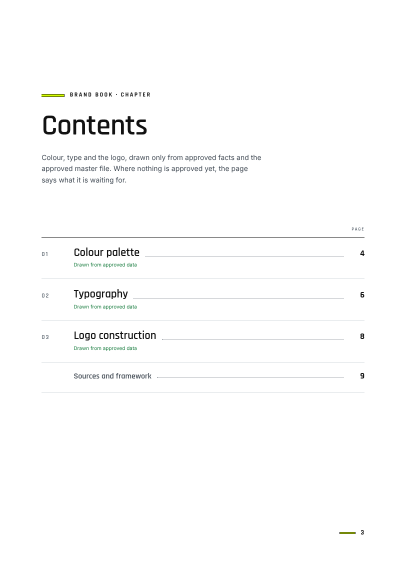 BRAND BOOK · CHAPTER
Contents
Colour, type and the logo, drawn only from approved facts and the
approved master file. Where nothing is approved yet, the page
says what it is waiting for.
PAGE
01 Colour palette 4
Drawn from approved data
02 Typography 6
Drawn from approved data
03 Logo construction 8
Drawn from approved data
Sources and framework 9
3